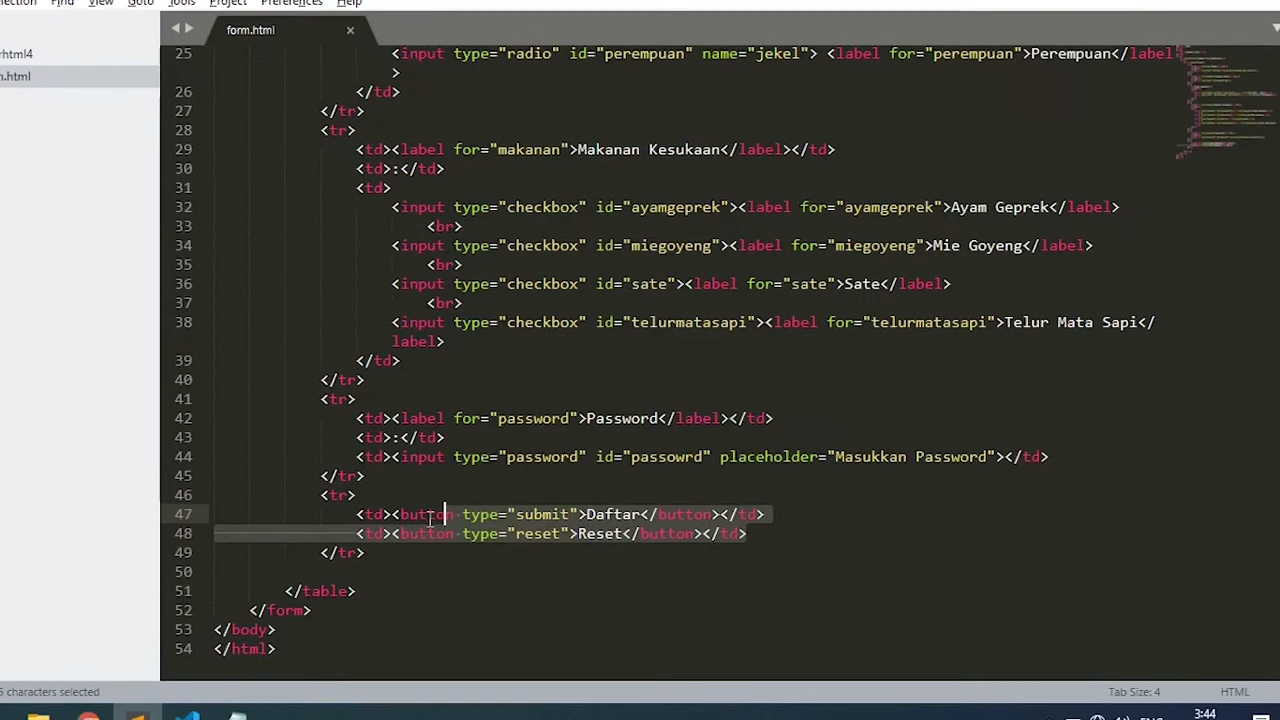 election Find View Goto Tools Project Preferences Help
form.html ×
rhtml4
n.html
25 <input type="radio" id="perempuan" name="jekel"> <label for="perempuan">Perempuan</label
>
26 </td>
27 </tr>
28 <tr>
29 <td><label for="makanan">Makanan Kesukaan</label></td>
30 <td>:</td>
31 <td>
32 <input type="checkbox" id="ayamgeprek"><label for="ayamgeprek">Ayam Geprek</label>
33 <br>
34 <input type="checkbox" id="miegoyeng"><label for="miegoyeng">Mie Goyeng</label>
35 <br>
36 <input type="checkbox" id="sate"><label for="sate">Sate</label>
37 <br>
38 <input type="checkbox" id="telurmatasapi"><label for="telurmatasapi">Telur Mata Sapi</
label>
39 </td>
40 </tr>
41 <tr>
42 <td><label for="password">Password</label></td>
43 <td>:</td>
44 <td><input type="password" id="passowrd" placeholder="Masukkan Password"></td>
45 </tr>
46 <tr>
47 <td><button type="submit">Daftar</button></td>
48 <td><button type="reset">Reset</button></td>
49 </tr>
50
51 </table>
52 </form>
53 </body>
54 </html>
5 characters selected Tab Size: 4 HTML
ENG 3:44